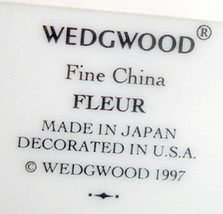 WEDGWOOD®
Fine China
FLEUR
MADE IN JAPAN
DECORATED IN U.S.A.
© WEDGWOOD 1997